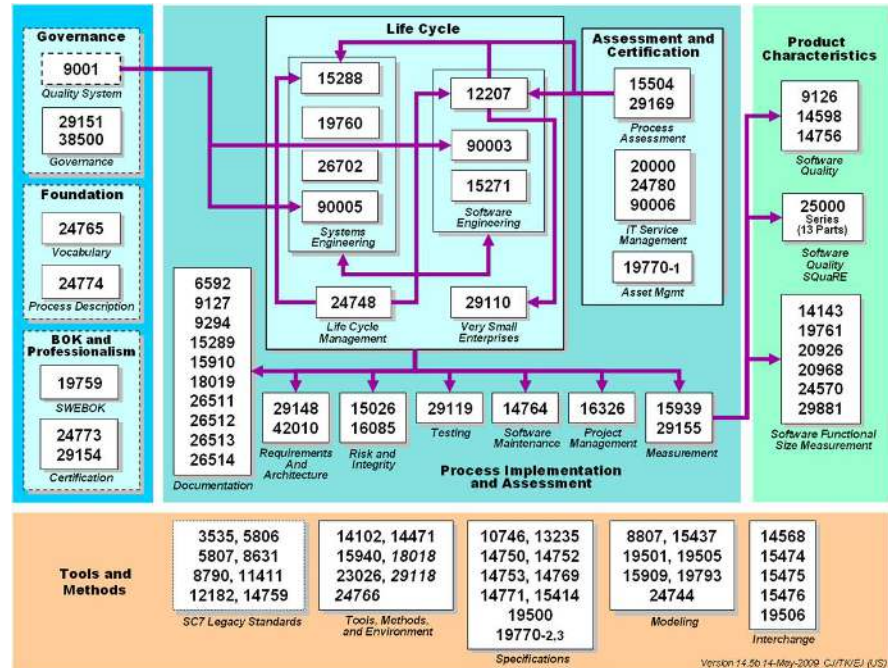 Governance
9001
Quality System
29151
38500
Governance
Foundation
24765
Vocabulary
24774
Process Description
BOK and
Professionalism
19759
SWEBOK
24773
29154
Certification
Life Cycle
15288
19760
26702
90005
Systems
Engineering
12207
90003
15271
Software Engineering
24748
Life Cycle
Management
29110
Very Small
Enterprises
Assessment and
Certification
15504
29169
Process
Assessment
20000
24780
90006
IT Service
Management
19770-1
Asset Mgmt
6592
9127
9294
15289
15910
18019
26511
26512
26513
26514
Documentation
29148
42010
Requirements
And
Architecture
15026
16085
Risk and
Integrity
29119
Testing
14764
Software
Maintenance
16326
Project
Management
15939
29155
Measurement
Process Implementation
and Assessment
Product
Characteristics
9126
14598
14756
Software
Quality
25000
Series
(13 Parts)
Software
Quality
SQuaRE
14143
19761
20926
20968
24570
29881
Software Functional
Size Measurement
Tools and
Methods
3535, 5806
5807, 8631
8790, 11411
12182, 14759
SC7 Legacy Standards
14102, 14471
15940, 18018
23026, 29118
24766
Tools, Methods,
and Environment
10746, 13235
14750, 14752
14753, 14769
14771, 15414
19500
19770-2,3
Specifications
8807, 15437
19501, 19505
15909, 19793
24744
Modeling
14568
15474
15475
15476
19506
Interchange
Version 14.5b 14-May-2009 CJ/TK/EJ (US)